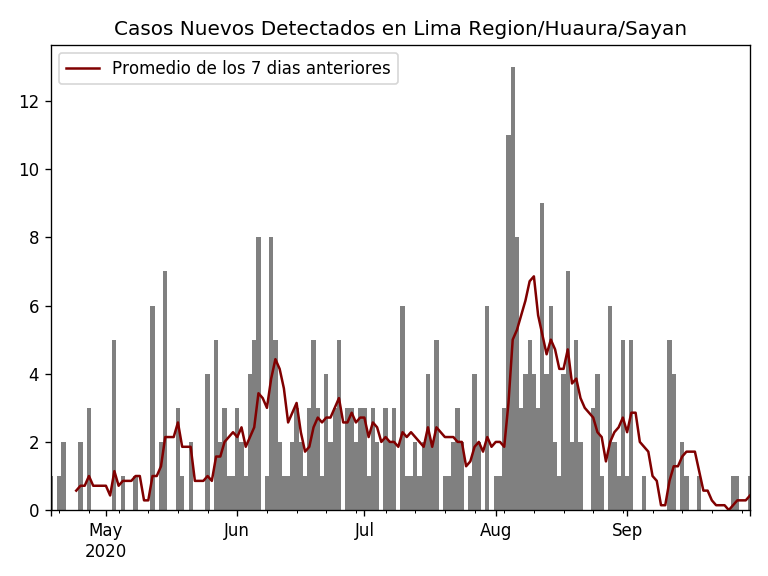 Casos Nuevos Detectados en Lima Region/Huaura/Sayan
Promedio de los 7 dias anteriores
12
10
8
6
4
2
0
May Jun Jul Aug Sep
2020